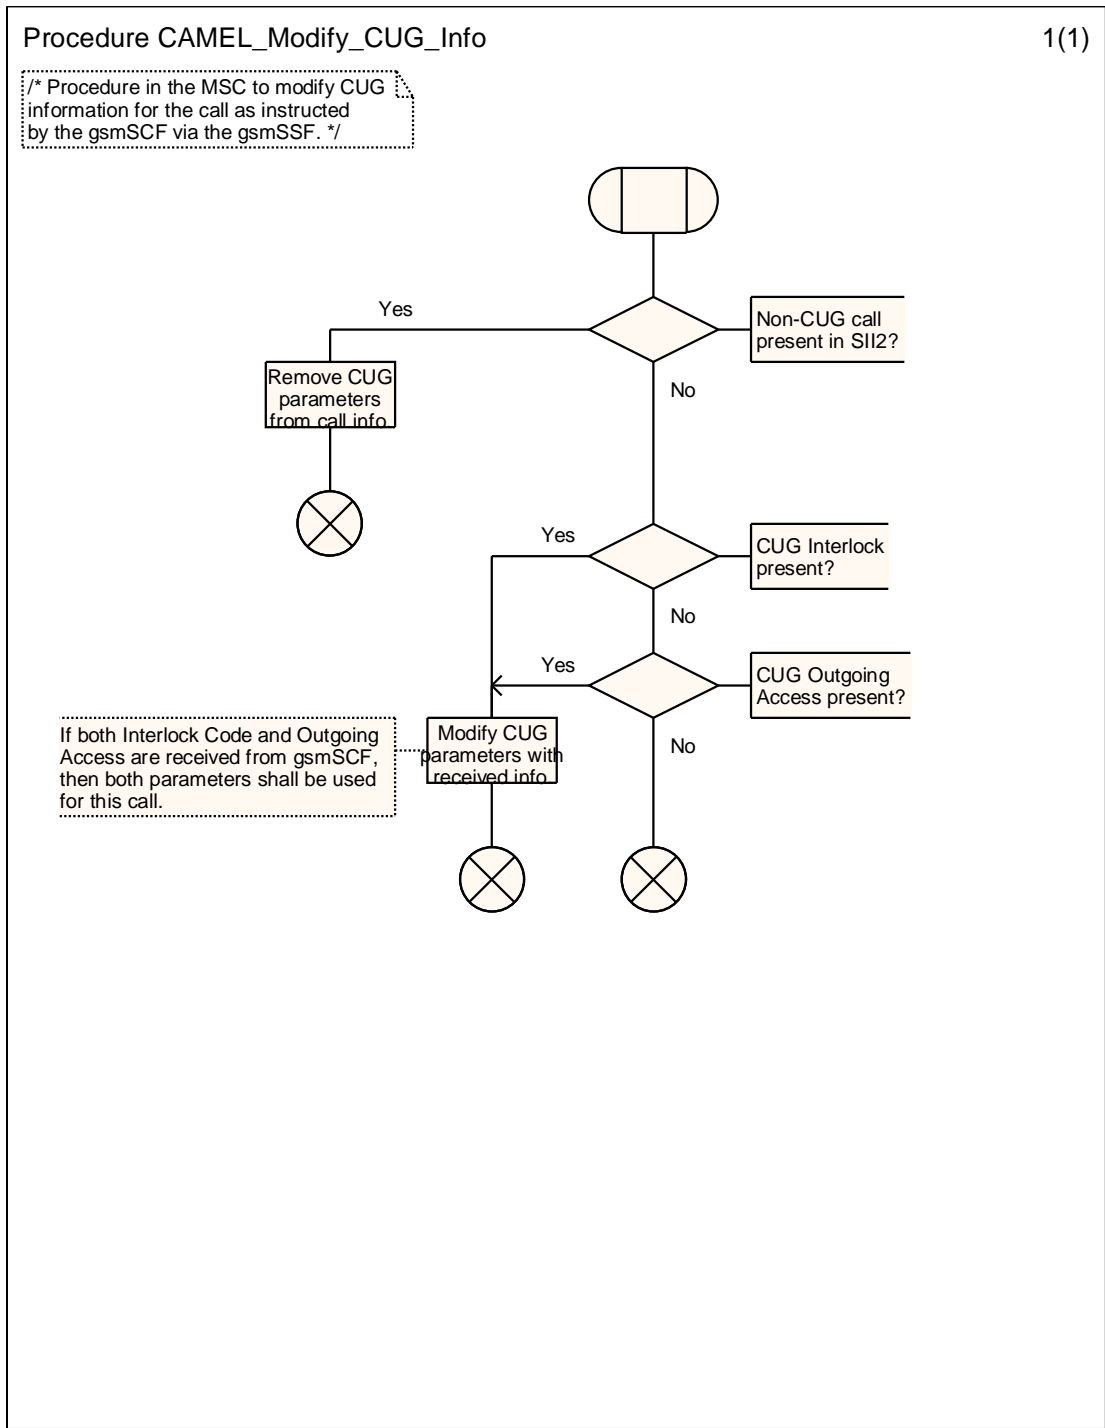 Procedure CAMEL_Modify_CUG_Info
1(1)
/* Procedure in the MSC to modify CUG
information for the call as instructed
by the gsmSCF via the gsmSSF. */
Yes
Non-CUG call
present in SII2?
Remove CUG
parameters
from call info.
No
Yes
CUG Interlock
present?
No
Yes
CUG Outgoing
Access present?
If both Interlock Code and Outgoing
Access are received from gsmSCF,
then both parameters shall be used
for this call.
Modify CUG
parameters with
received info
No